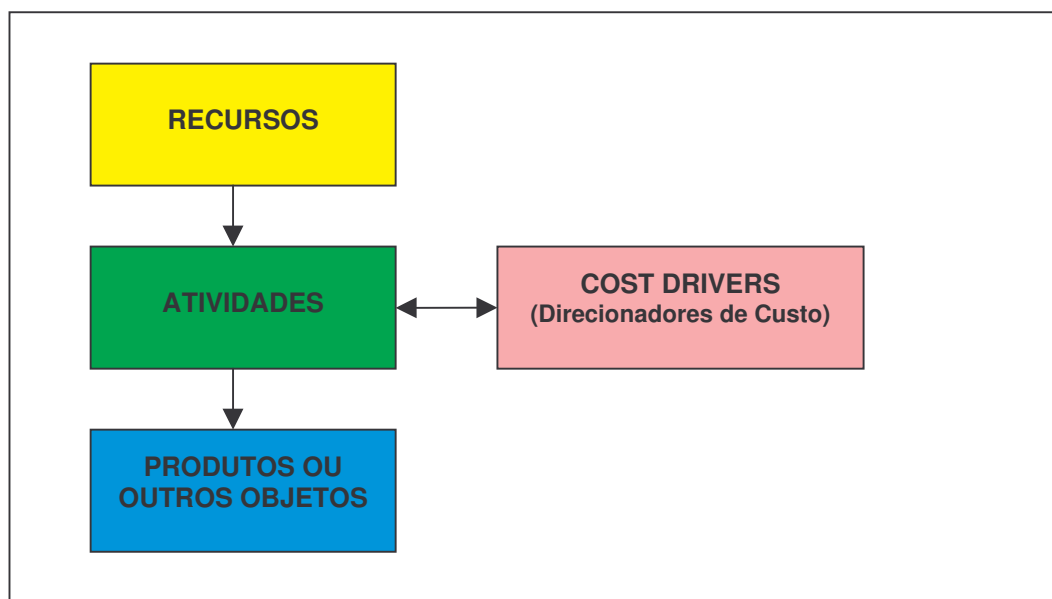 RECURSOS
ATIVIDADES
COST DRIVERS
(Direcionadores de Custo)
PRODUTOS OU
OUTROS OBJETOS